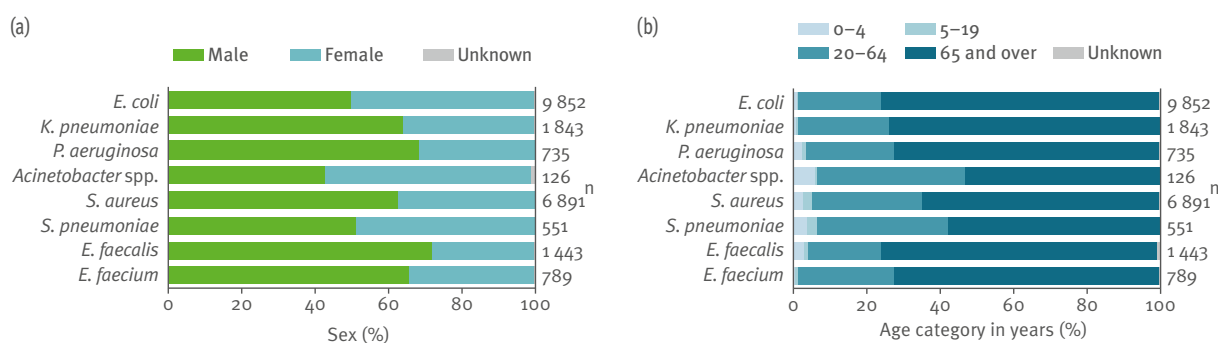 (a)
Male Female Unknown
E. coli 9 852
K. pneumoniae 1 843
P. aeruginosa 735
Acinetobacter spp. 126
n
S. aureus 6 891
S. pneumoniae 551
E. faecalis 1 443
E. faecium 789
0 20 40 60 80 100
Sex (%)
(b)
0–4 5–19
20–64 65 and over Unknown
E. coli 9 852
K. pneumoniae 1 843
P. aeruginosa 735
Acinetobacter spp. 126
n
S. aureus 6 891
S. pneumoniae 551
E. faecalis 1 443
E. faecium 789
0 20 40 60 80 100
Age category in years (%)